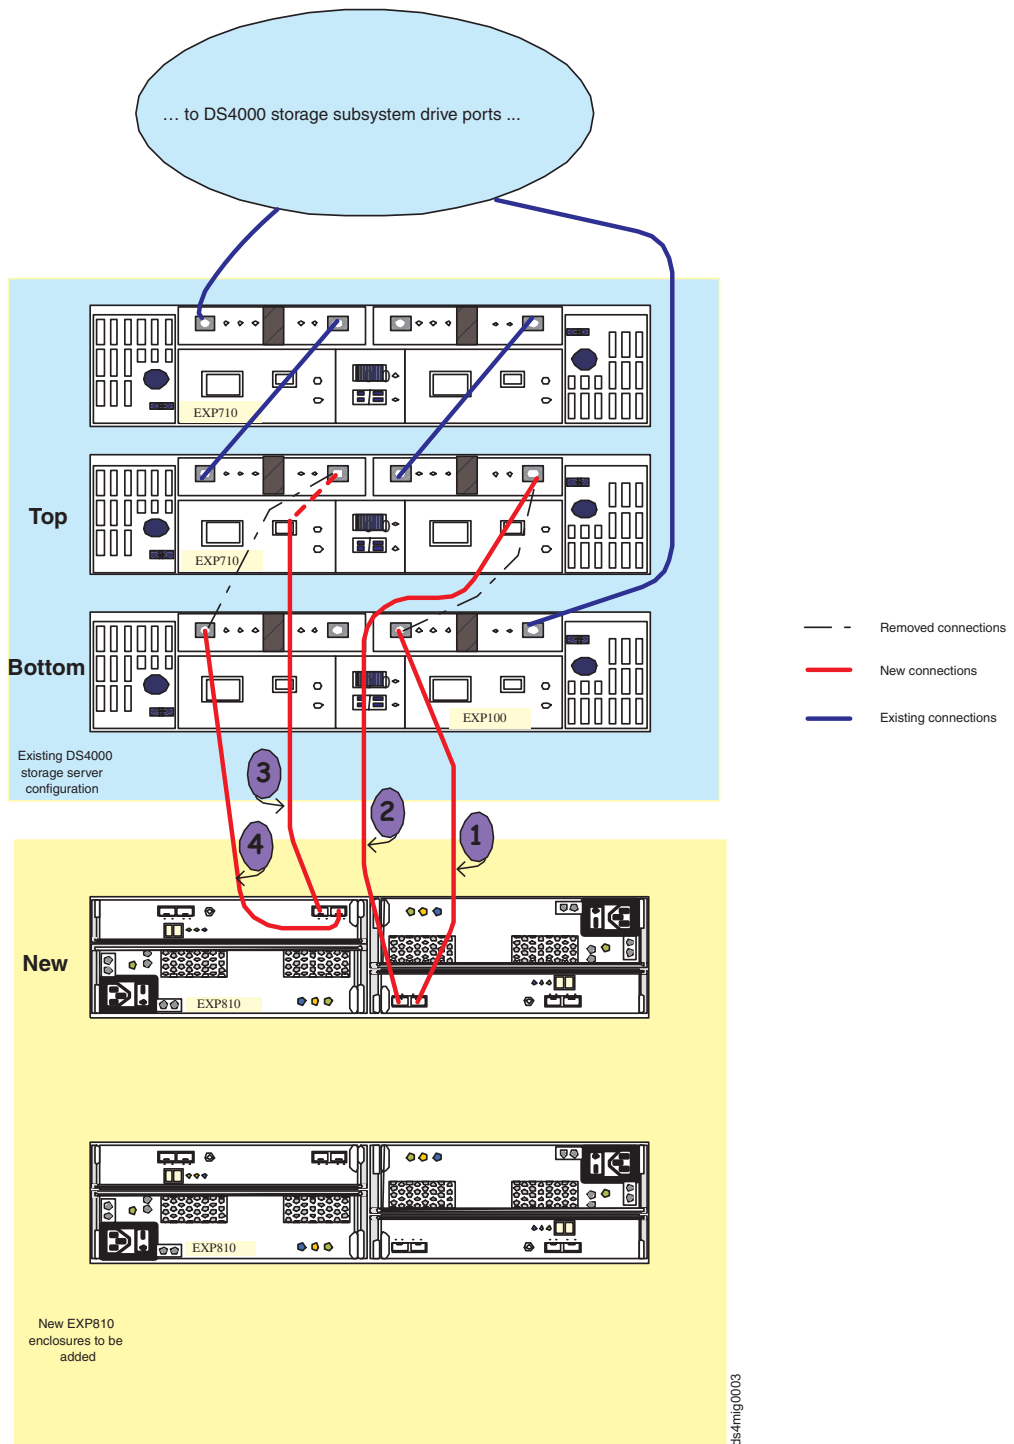 … to DS4000 storage subsystem drive ports ...
EXP710
Top
EXP710
Bottom
EXP100
Removed connections
New connections
Existing connections
Existing DS4000
storage server
configuration
3
2
1
4
New
EXP810
EXP810
New EXP810
enclosures to be
added
ds4mig0003